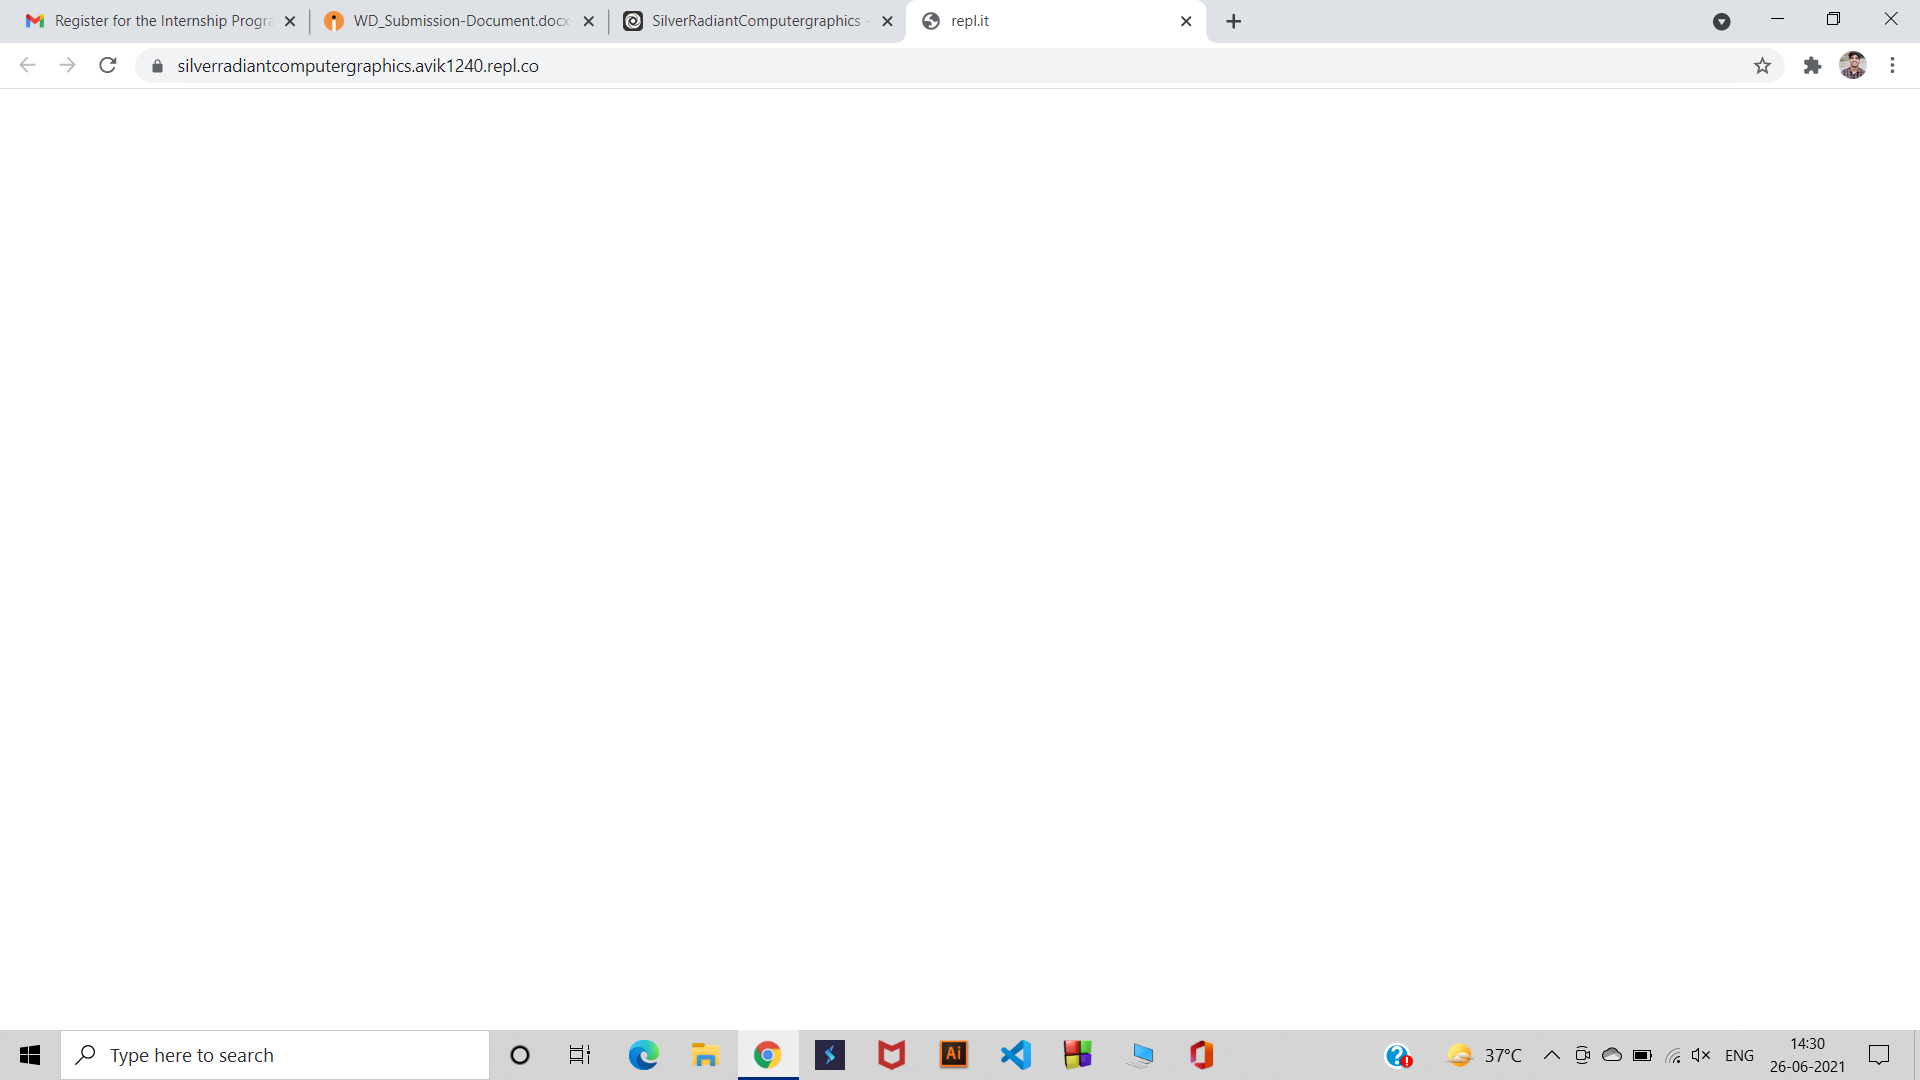 Register for the Internship Progra
WD_Submission-Document.docx
SilverRadiantComputergraphics -
repl.it
silverradiantcomputergraphics.avik1240.repl.co
Type here to search
Ai
37°C
ENG
14:30
26-06-2021